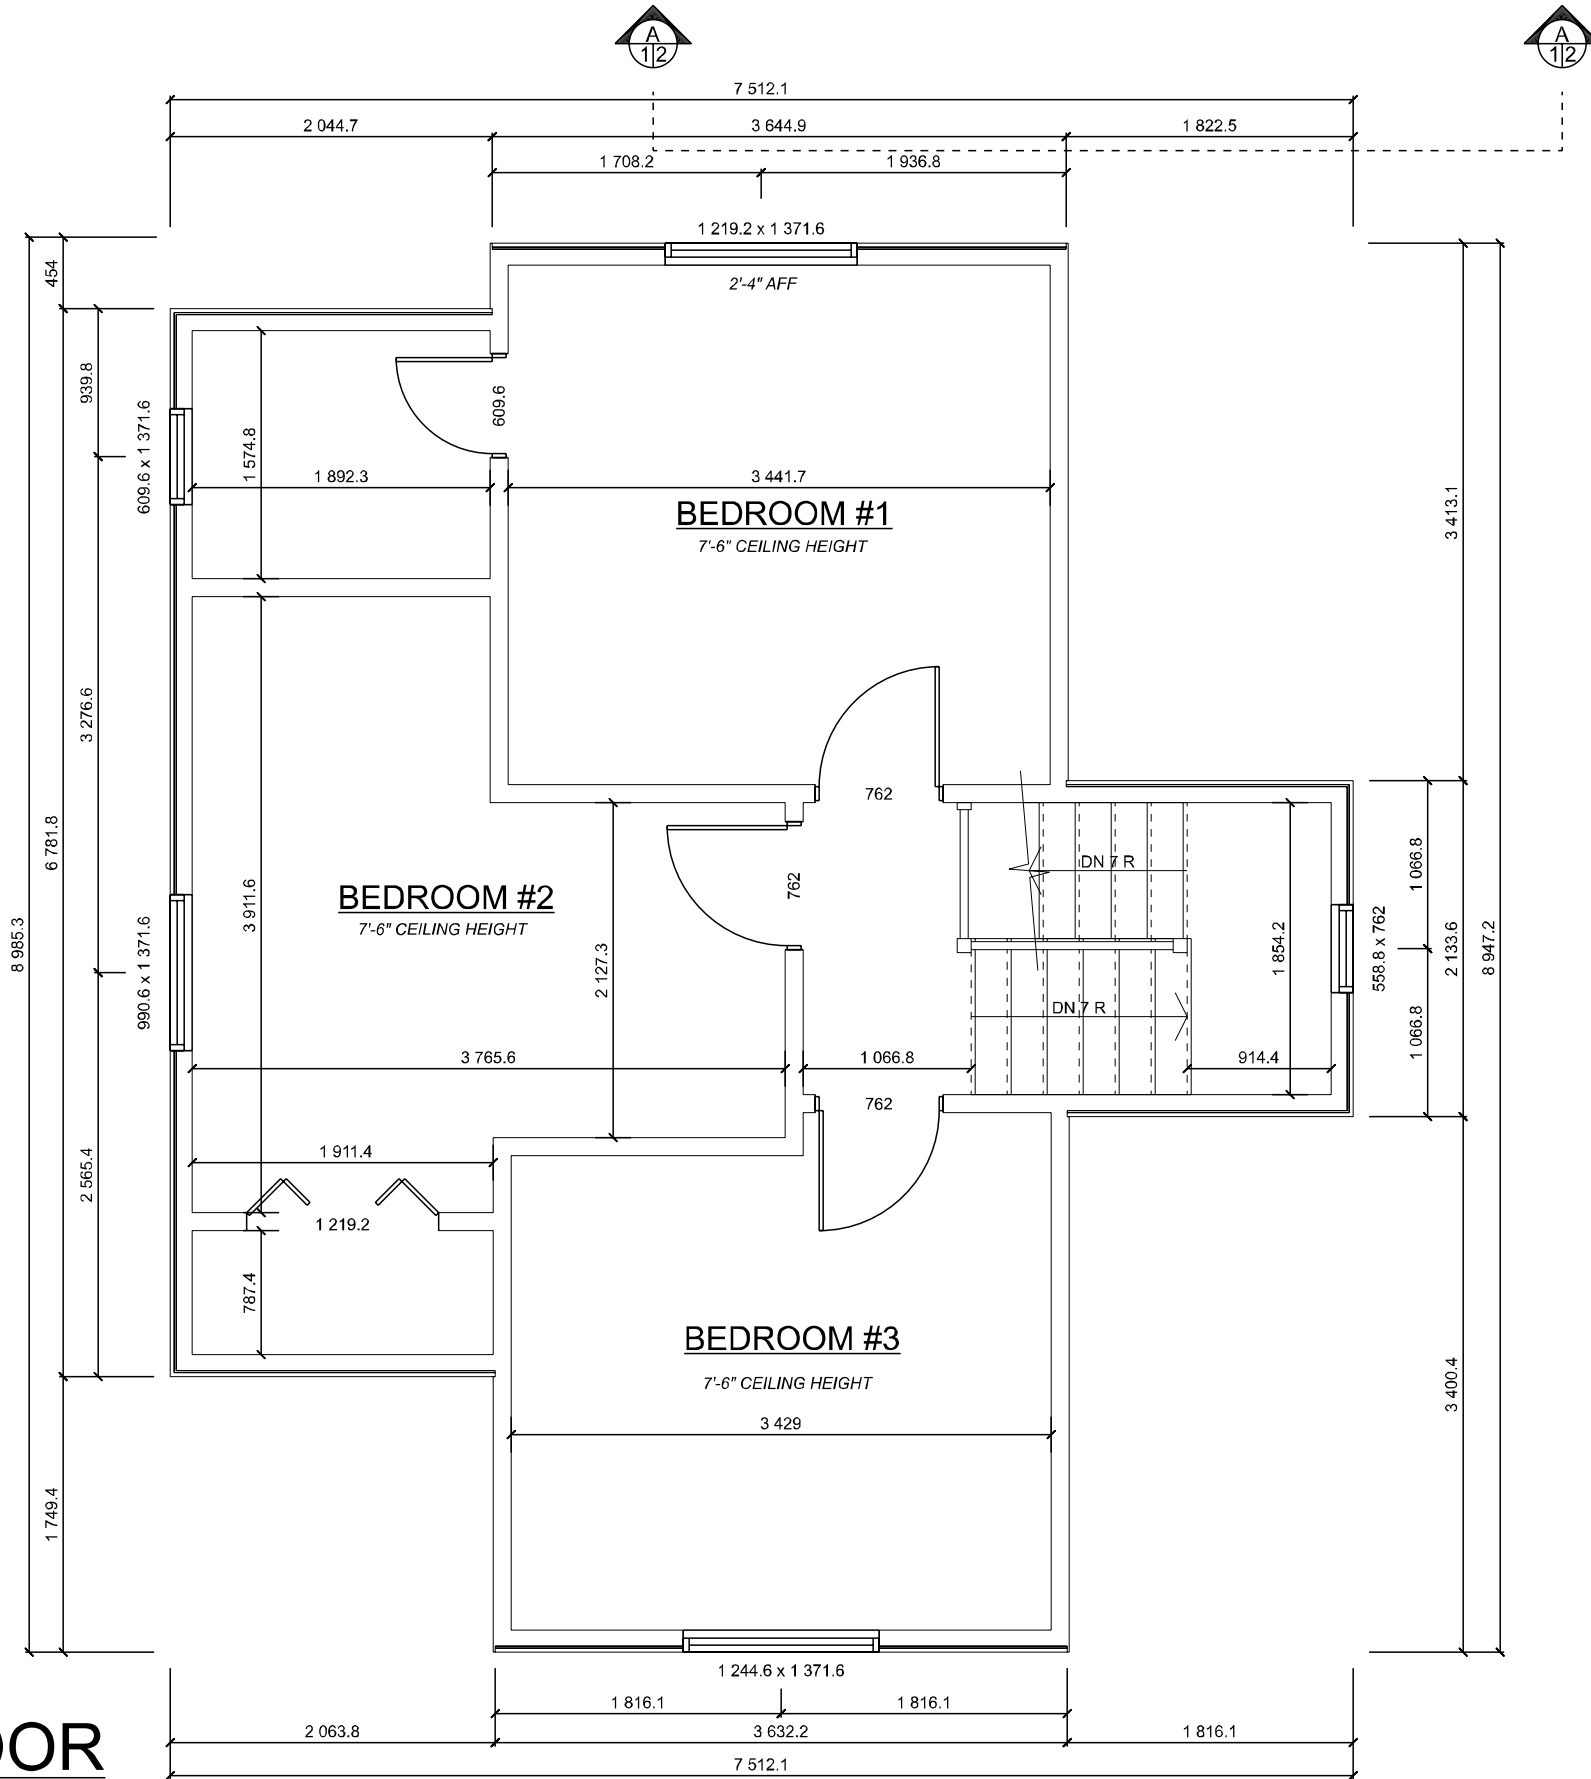 A
1 2
A
1 2
7 512.1
2 044.7
3 644.9
1 822.5
1 708.2
1 936.8
1 219.2 x 1 371.6
2'-4" AFF
454
939.8
609.6 x 1 371.6
1 574.8
609.6
1 892.3
3 441.7
BEDROOM #1
7'-6" CEILING HEIGHT
3 413.1
3 276.6
762
6 781.8
DN 7 R
1 066.8
762
BEDROOM #2
7'-6" CEILING HEIGHT
3 911.6
8 985.3
990.6 x 1 371.6
2 127.3
1 854.2
558.8 x 762
2 133.6
8 947.2
DN 7 R
1 066.8
3 765.6
1 066.8
914.4
762
1 911.4
2 565.4
1 219.2
787.4
BEDROOM #3
7'-6" CEILING HEIGHT
3 400.4
3 429
1 749.4
1 244.6 x 1 371.6
1 816.1
1 816.1
2 063.8
3 632.2
1 816.1
OOR
7 512.1